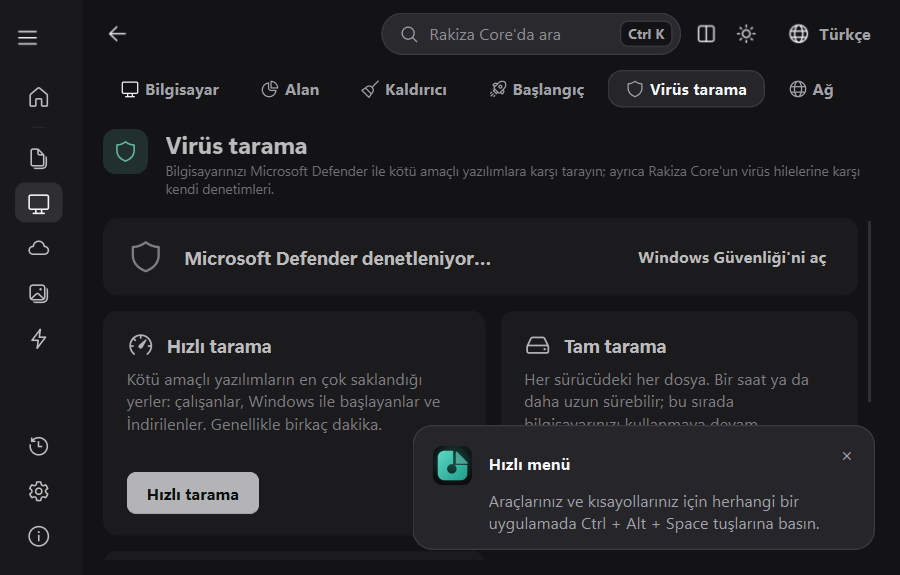 Rakiza Core'da ara
Ctrl K
Türkçe
Bilgisayar
Alan
Kaldırıcı
Başlangıç
Virüs tarama
Ağ
Virüs tarama
Bilgisayarınızı Microsoft Defender ile kötü amaçlı yazılımlara karşı tarayın; ayrıca Rakiza Core'un virüs hilelerine karşı
kendi denetimleri.
Microsoft Defender denetleniyor...
Windows Güvenliği'ni aç
Hızlı tarama
Kötü amaçlı yazılımların en çok saklandığı
yerler: çalışanlar, Windows ile başlayanlar ve
İndirilenler. Genellikle birkaç dakika.
Hızlı tarama
Tam tarama
Her sürücüdeki her dosya. Bir saat ya da
daha uzun sürebilir; bu sırada
bilgisayarınızı kullanmaya devam
Hızlı menü
Araçlarınız ve kısayollarınız için herhangi bir
uygulamada Ctrl + Alt + Space tuşlarına basın.